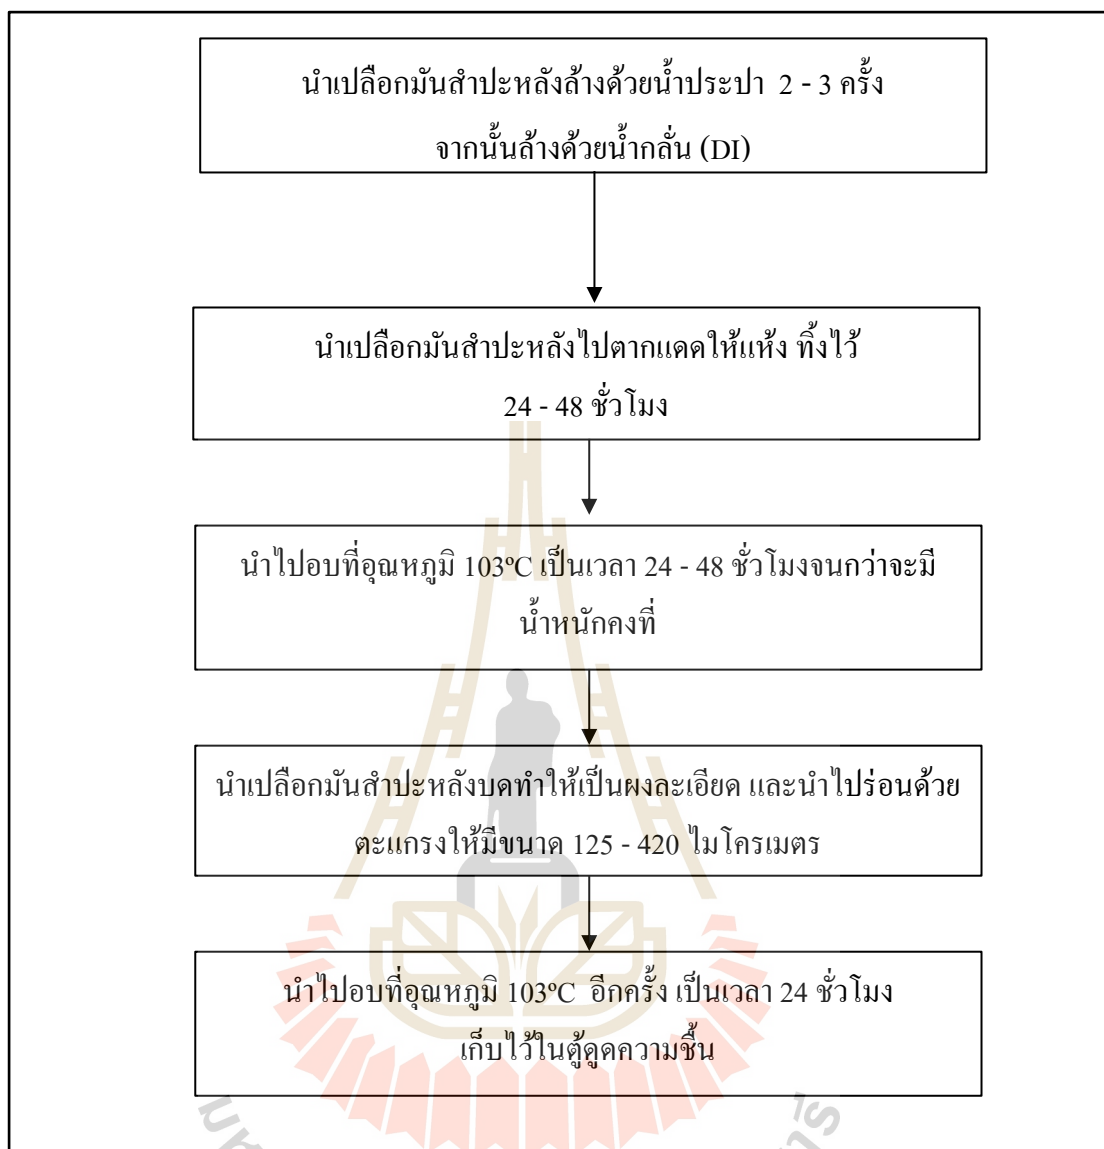 นำเปลือกมันสำปะหลังล้างด้วยน้ำประปา 2 - 3 ครั้ง
จากนั้นล้างด้วยน้ำกลั่น (DI)
นำเปลือกมันสำปะหลังไปตากแดดให้แห้ง ทิ้งไว้
24 - 48 ชั่วโมง
นำไปอบที่อุณหภูมิ 103ºC เป็นเวลา 24 - 48 ชั่วโมงจนกว่าจะมี
น้ำหนักคงที่
นำเปลือกมันสำปะหลังบดทำให้เป็นผงละเอียด และนำไปร่อนด้วย
ตะแกรงให้มีขนาด 125 - 420 ไมโครเมตร
นำไปอบที่อุณหภูมิ 103ºC อีกครั้ง เป็นเวลา 24 ชั่วโมง
เก็บไว้ในตู้ดูดความชื้น